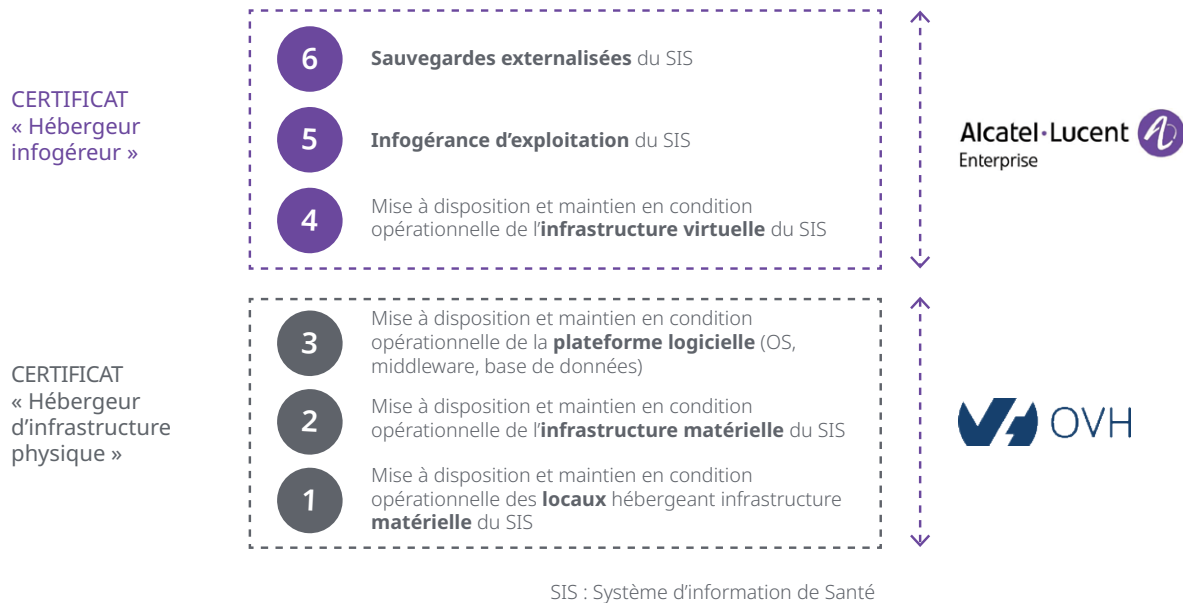 CERTIFICAT
« Hébergeur
infogéreur »
6
Sauvegardes externalisées du SIS
5
Infogérance d’exploitation du SIS
4
Mise à disposition et maintien en condition
opérationnelle de l’infrastructure virtuelle du SIS
Alcatel·Lucent
Enterprise
CERTIFICAT
« Hébergeur
d’infrastructure
physique »
3
Mise à disposition et maintien en condition
opérationnelle de la plateforme logicielle (OS,
middleware, base de données)
2
Mise à disposition et maintien en condition
opérationnelle de l’infrastructure matérielle du SIS
1
Mise à disposition et maintien en condition
opérationnelle des locaux hébergeant infrastructure
matérielle du SIS
OVH
SIS : Système d’information de Santé